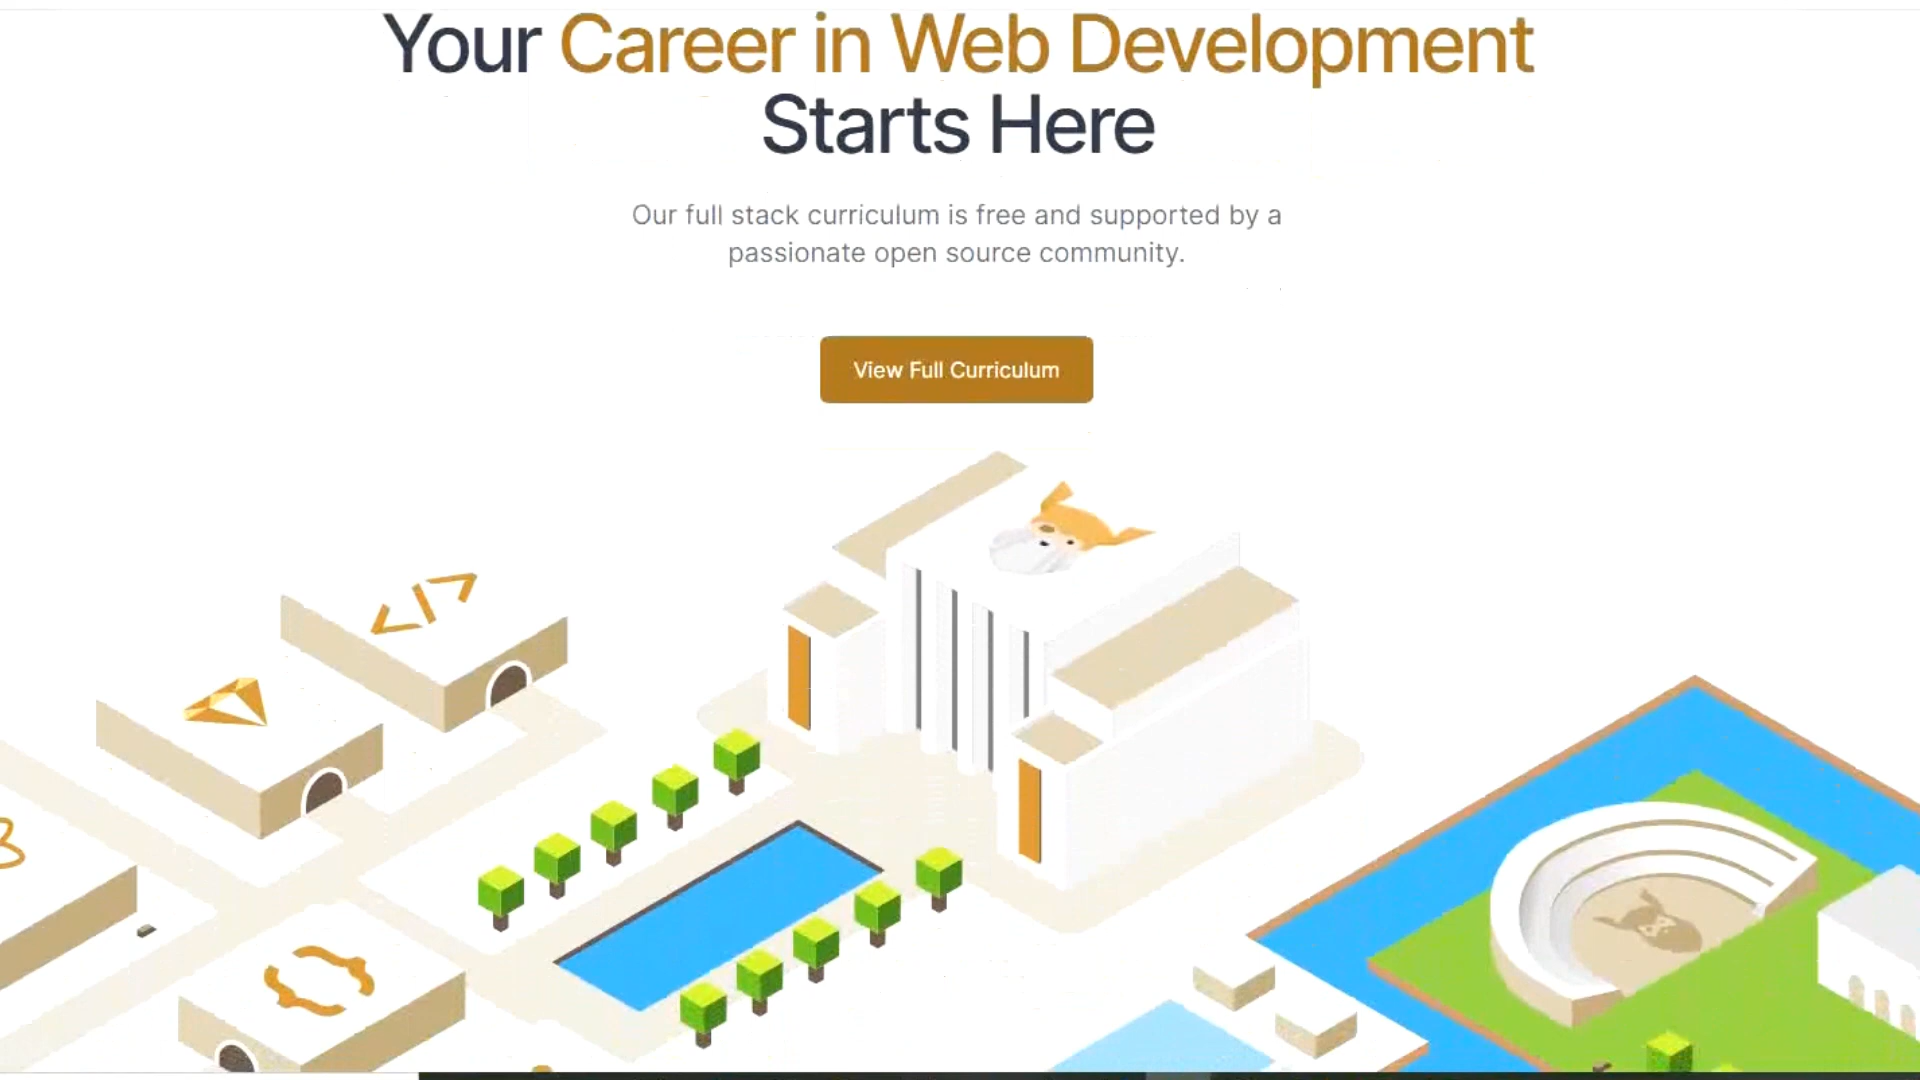 Your Career in Web Development
Starts Here
Our full stack curriculum is free and supported by a
passionate open source community.
View Full Curriculum
</>
{}